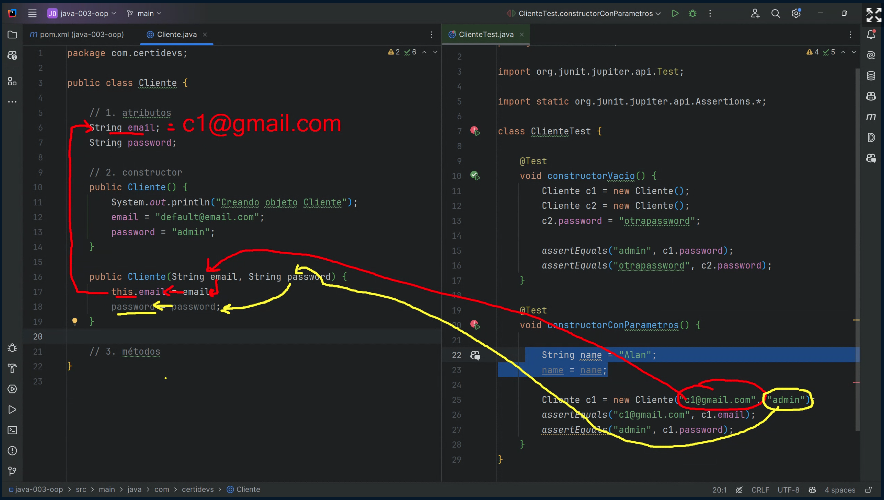 java-003-oop
main
ClienteTest.constructorConParametros
pom.xml (java-003-oop)
Cliente.java
ClienteTest.java
2 6
4 5
1 package com.certidevs;
2
3 public class Cliente {
4
5 // 1. atributos
6 String email; = c1@gmail.com
7 String password;
8
9 // 2. constructor
10 public Cliente() {
11 System.out.println("Creando objeto Cliente");
12 email = "default@email.com";
13 password = "admin";
14 }
15
16 public Cliente(String email, String password) {
17 this.email = email;
18 password = password;
19 }
20
21 // 3. métodos
22 }
23
2
3 import org.junit.jupiter.api.Test;
4
5 import static org.junit.jupiter.api.Assertions.*;
6
7 class ClienteTest {
8
9 @Test
10 void constructorVacio() {
11 Cliente c1 = new Cliente();
12 Cliente c2 = new Cliente();
13 c2.password = "otrapassword";
14
15 assertEquals("admin", c1.password);
16 assertEquals("otrapassword", c2.password);
17 }
18
19 @Test
20 void constructorConParametros() {
21
22 String name = "Alan";
23 name = name;
24
25 Cliente c1 = new Cliente("c1@gmail.com", "admin");
26 assertEquals("c1@gmail.com", c1.email);
27 assertEquals("admin", c1.password);
28 }
29 }
java-003-oop > src > main > java > com > certidevs > Cliente
20:1 CRLF UTF-8 4 spaces